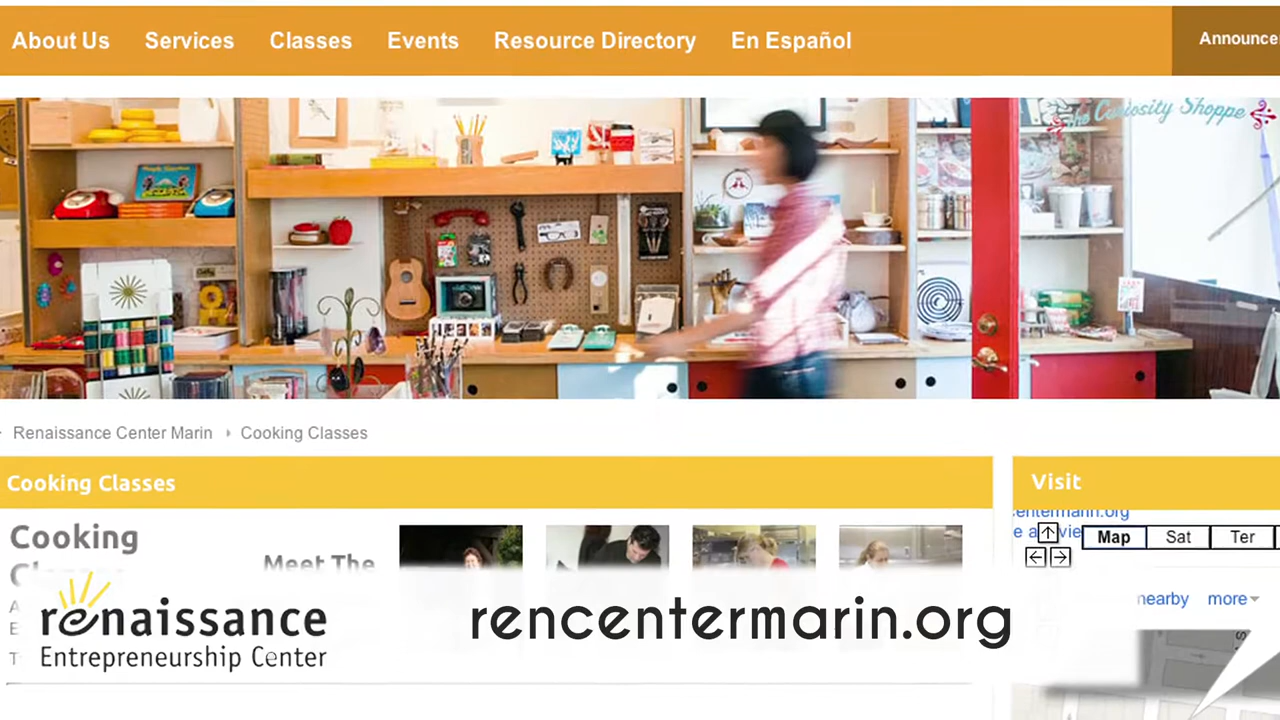 About Us Services Classes Events Resource Directory En Español
the Curiosity Shoppe
Renaissance Center Marin Cooking Classes
Cooking Classes
Visit
Cooking
Meet The
Map Sat Ter
nearby more
renaissance
Entrepreneurship Center
rencentermarin.org